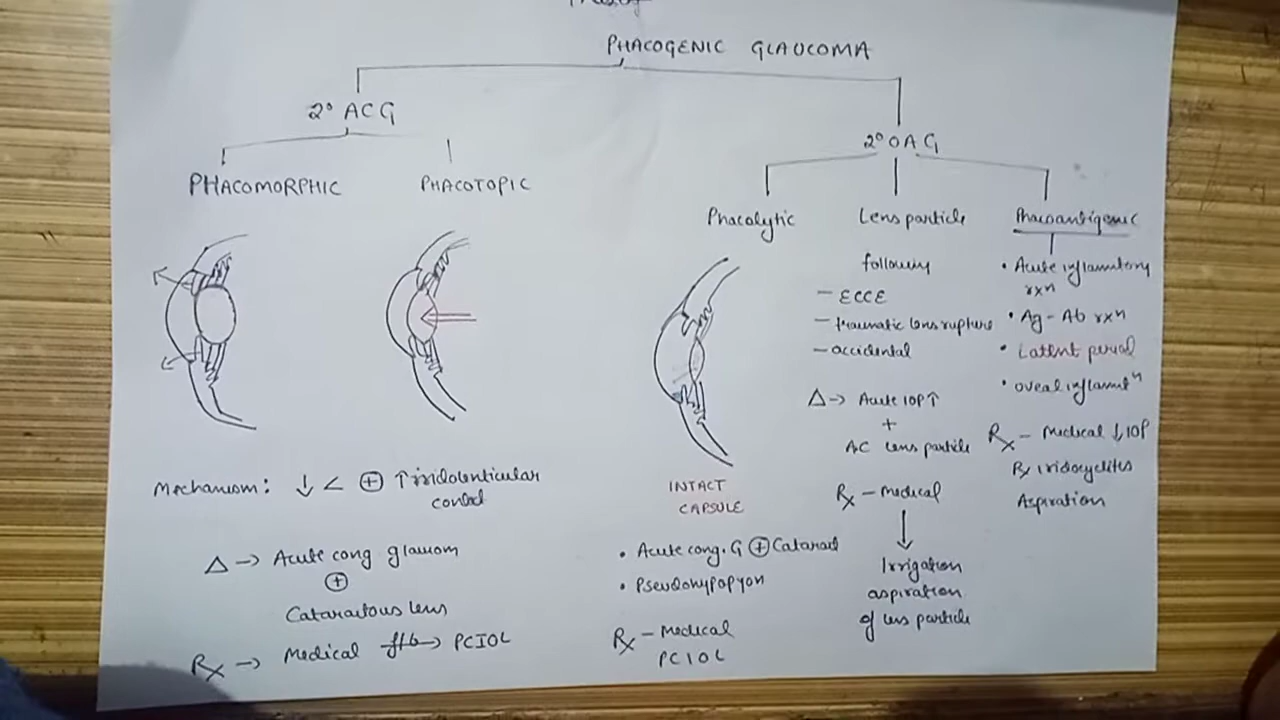 PHACOGENIC GLAUCOMA
2° ACG
2° OAG
PHACOMORPHIC
PHACOTOPIC
Phacolytic
Lens particle
Phacoantigenic
following
- ECCE
- traumatic lens rupture
- accidental
Δ→ Acute IOP↑
+
AC lens particle
Rx - Medical
↓
Irrigation
aspiration
of lens particle
• Acute inflammatory
rxn
• Ag - Ab rxn
• Latent period
• uveal inflammn
Rx - Medical ↓ IOP
Rx iridocyclites
Aspiration
Mechanism: ↓ < ⊕ ↑ iridolenticular
contact
Δ → Acute cong glaucom
⊕
Cataractous lens
Rx → Medical f/b → PCIOL
INTACT
CAPSULE
• Acute cong. G ⊕ Cataract
• Pseudohypopyon
Rx - Medical
PCIOL